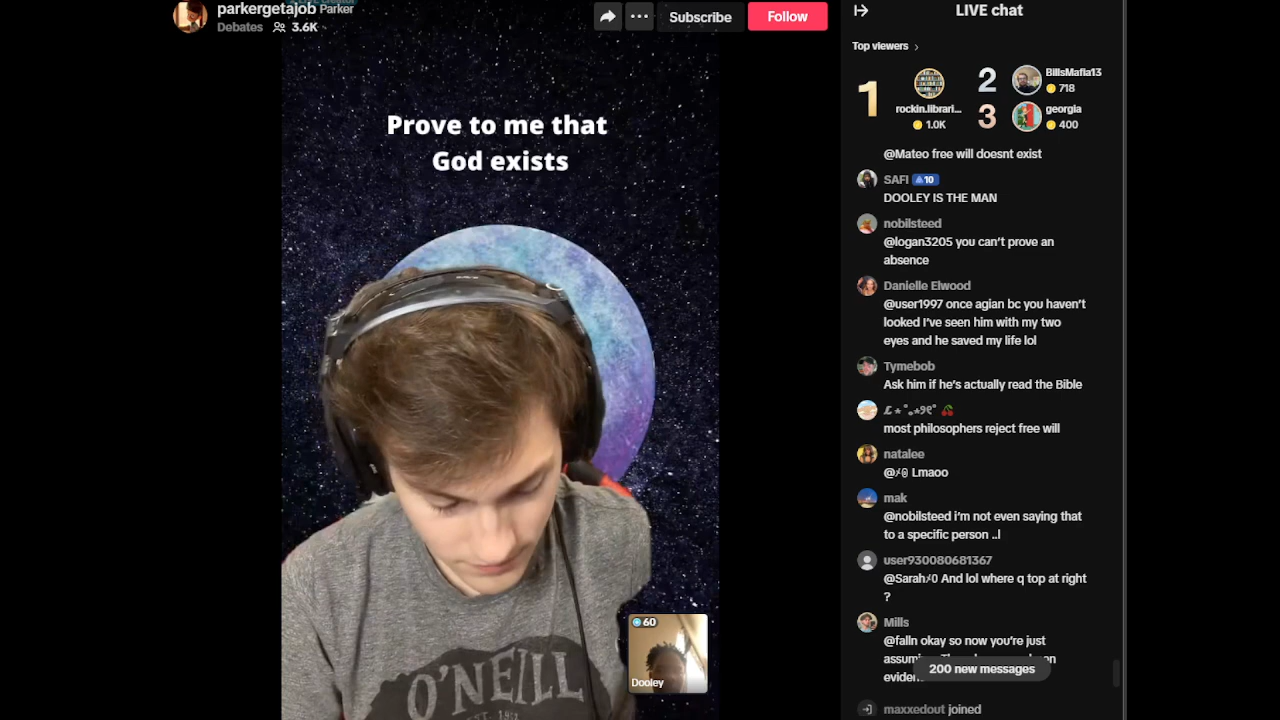 parkergetajob Parker
Debates 3.6K
Subscribe
Follow
Prove to me that
God exists
O'NEILL
60
Dooley
LIVE chat
Top viewers
1
rockin.librari...
1.0K
2
BillsMafia13
718
3
georgia
400
@Mateo free will doesnt exist
SAFI 10
DOOLEY IS THE MAN
nobilsteed
@logan3205 you can't prove an
absence
Danielle Elwood
@user1997 once agian bc you haven't
looked I've seen him with my two
eyes and he saved my life lol
Tymebob
Ask him if he's actually read the Bible
most philosophers reject free will
natalee
Lmaoo
mak
@nobilsteed i'm not even saying that
to a specific person ..l
user930080681367
And lol where q top at right
?
Mills
@falln okay so now you're just
200 new messages
maxxedout joined